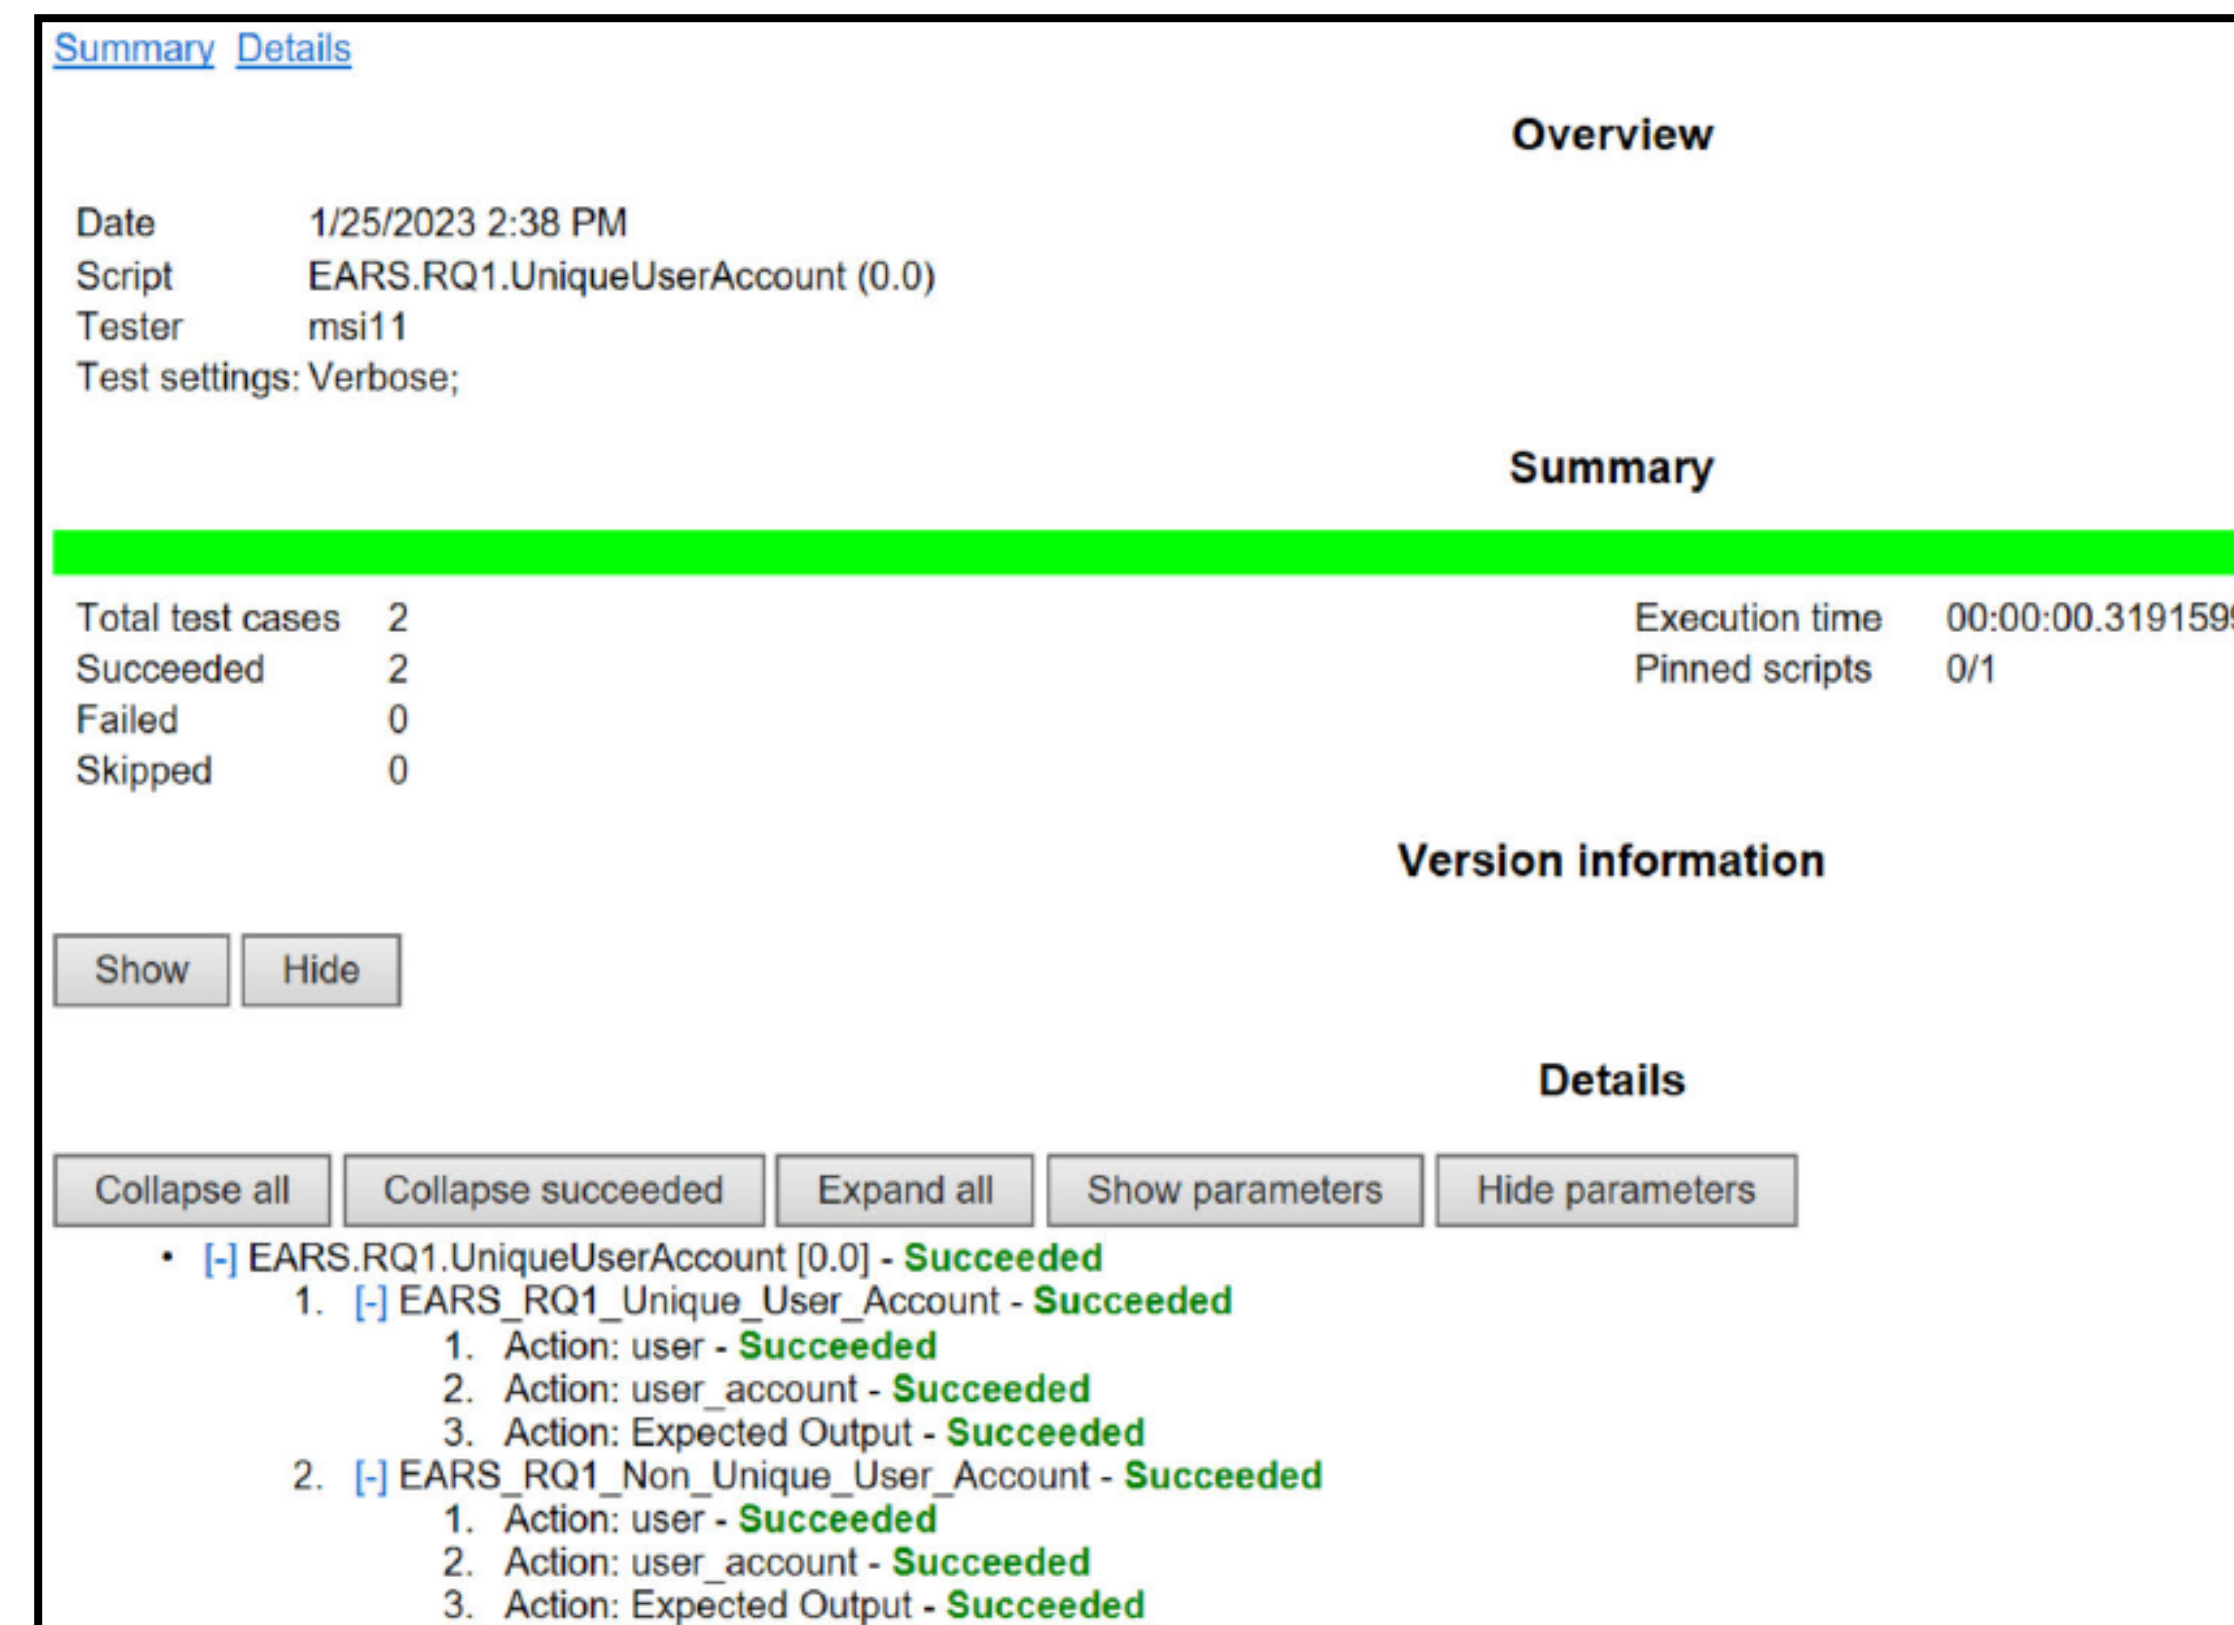 Summary Details
Overview
Date 1/25/2023 2:38 PM
Script EARS.RQ1.UniqueUserAccount (0.0)
Tester msi11
Test settings: Verbose;
Summary
Total test cases 2 Execution time 00:00:00.319159
Succeeded 2 Pinned scripts 0/1
Failed 0
Skipped 0
Version information
Show Hide
Details
Collapse all Collapse succeeded Expand all Show parameters Hide parameters
• [-] EARS.RQ1.UniqueUserAccount [0.0] - Succeeded
1. [-] EARS_RQ1_Unique_User_Account - Succeeded
1. Action: user - Succeeded
2. Action: user_account - Succeeded
3. Action: Expected Output - Succeeded
2. [-] EARS_RQ1_Non_Unique_User_Account - Succeeded
1. Action: user - Succeeded
2. Action: user_account - Succeeded
3. Action: Expected Output - Succeeded